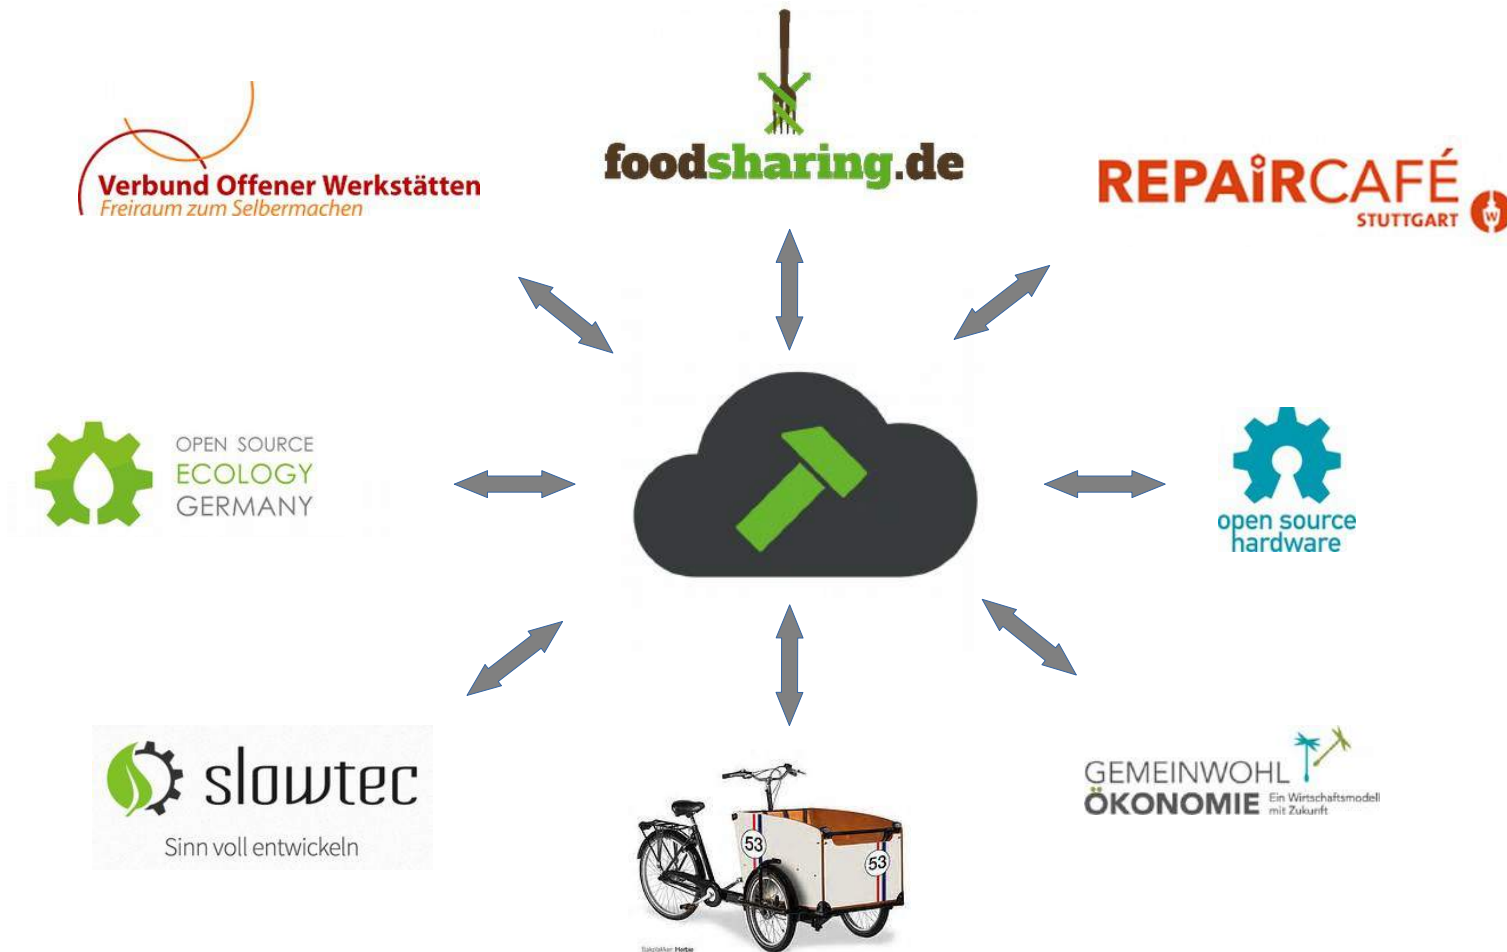 foodsharing.de
Verbund Offener Werkstätten
Freiraum zum Selbermachen
REPAiRCAFÉ
STUTTGART
W
OPEN SOURCE
ECOLOGY
GERMANY
open source
hardware
slowtec
Sinn voll entwickeln
53
53
GEMEINWOHL
ÖKONOMIE
Ein Wirtschaftsmodell
mit Zukunft